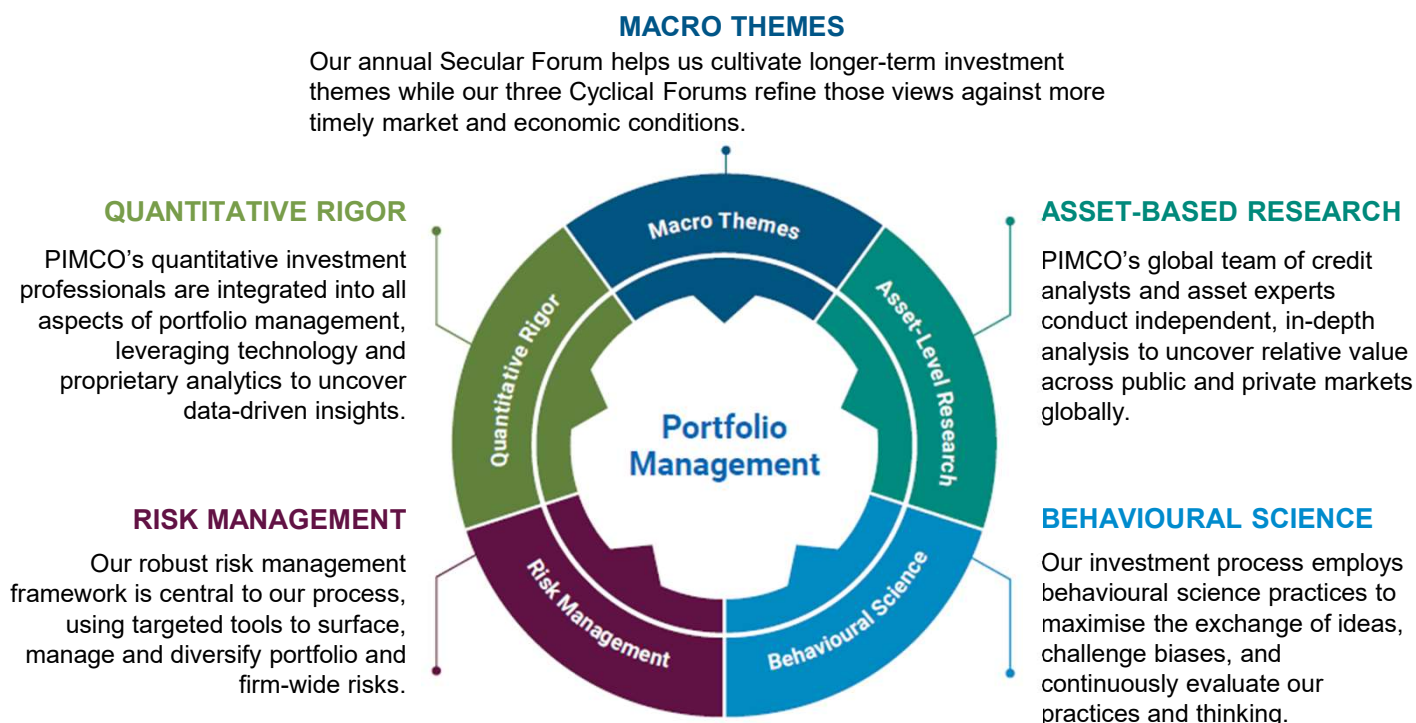 MACRO THEMES
Our annual Secular Forum helps us cultivate longer-term investment
themes while our three Cyclical Forums refine those views against more
timely market and economic conditions.
QUANTITATIVE RIGOR
PIMCO’s quantitative investment
professionals are integrated into all
aspects of portfolio management,
leveraging technology and
proprietary analytics to uncover
data-driven insights.
RISK MANAGEMENT
Our robust risk management
framework is central to our process,
using targeted tools to surface,
manage and diversify portfolio and
firm-wide risks.
Macro Themes
Quantitative Rigor
Asset-Level Research
Portfolio
Management
Risk Management
Behavioural Science
ASSET-BASED RESEARCH
PIMCO’s global team of credit
analysts and asset experts
conduct independent, in-depth
analysis to uncover relative value
across public and private markets
globally.
BEHAVIOURAL SCIENCE
Our investment process employs
behavioural science practices to
maximise the exchange of ideas,
challenge biases, and
continuously evaluate our
practices and thinking.